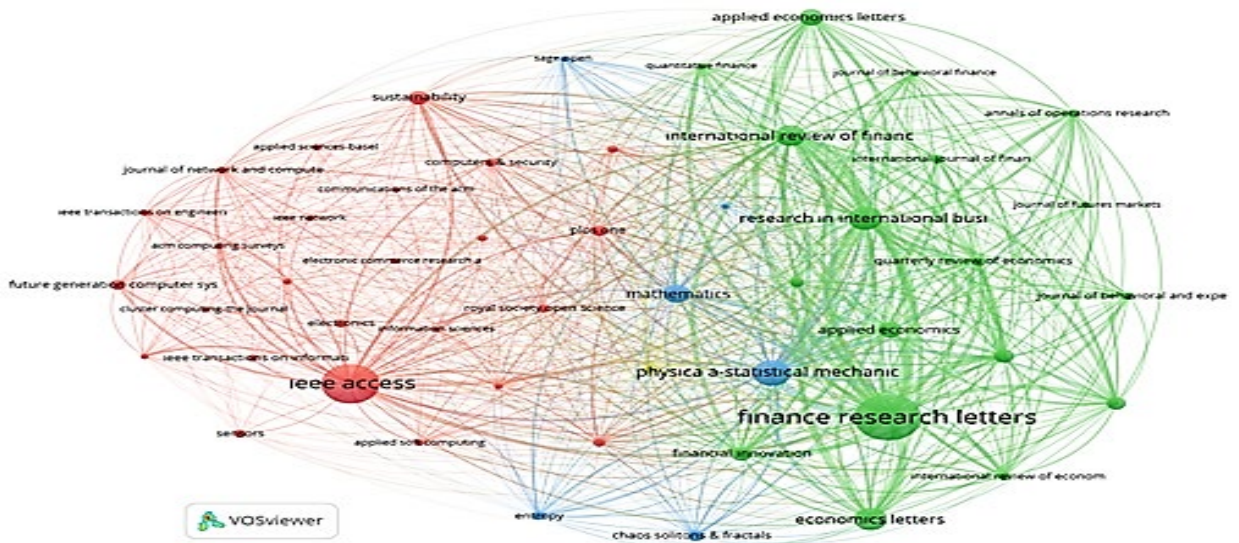 applied economics letters
sage open
quantitative finance
journal of behavioral finance
sustainability
annals of operations research
international review of financ
applied sciences-basel
computers & security
international journal of finan
journal of network and compute
communications of the acm
ieee transactions on engineeri
ieee network
research in international busi
journal of futures markets
plos one
acm computing surveys
electronic commerce research a
quarterly review of economics
future generation computer sys
mathematics
journal of behavioral and expe
cluster computing-the journal
royal society open science
electronics
information sciences
applied economics
ieee transactions on informati
physica a-statistical mechanic
ieee access
finance research letters
sensors
applied soft computing
financial innovation
international review of econom
entropy
economics letters
chaos solitons & fractals
VOSviewer